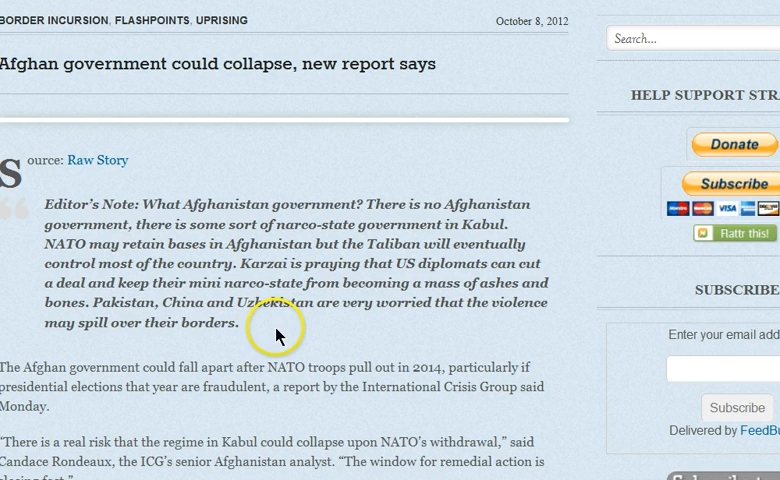 BORDER INCURSION, FLASHPOINTS, UPRISING
October 8, 2012
Search...
Afghan government could collapse, new report says
HELP SUPPORT
Donate
Subscribe
VISA
Flattr this!
Source: Raw Story
Editor's Note: What Afghanistan government? There is no Afghanistan
government, there is some sort of narco-state government in Kabul.
NATO may retain bases in Afghanistan but the Taliban will eventually
control most of the country. Karzai is praying that US diplomats can cut
a deal and keep their mini narco-state from becoming a mass of ashes and
bones. Pakistan, China and Uzbekistan are very worried that the violence
may spill over their borders.
SUBSCRIBE
Enter your email
Subscribe
Delivered by
The Afghan government could fall apart after NATO troops pull out in 2014, particularly if
presidential elections that year are fraudulent, a report by the International Crisis Group said
Monday.
“There is a real risk that the regime in Kabul could collapse upon NATO’s withdrawal,” said
Candace Rondeaux, the ICG’s senior Afghanistan analyst. “The window for remedial action is